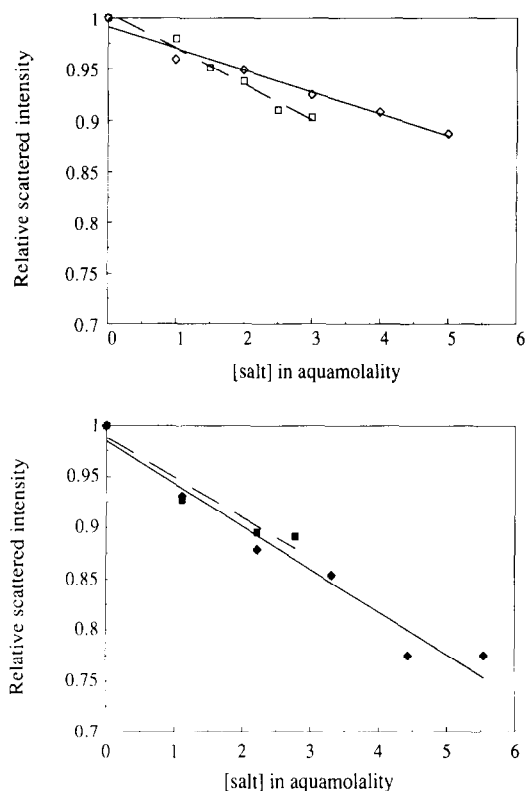 1
0.95
0.9
0.85
0.8
0.75
0.7
Relative scattered intensity
0 1 2 3 4 5 6
[salt] in aquamolality
1
0.95
0.9
0.85
0.8
0.75
0.7
Relative scattered intensity
0 1 2 3 4 5 6
[salt] in aquamolality